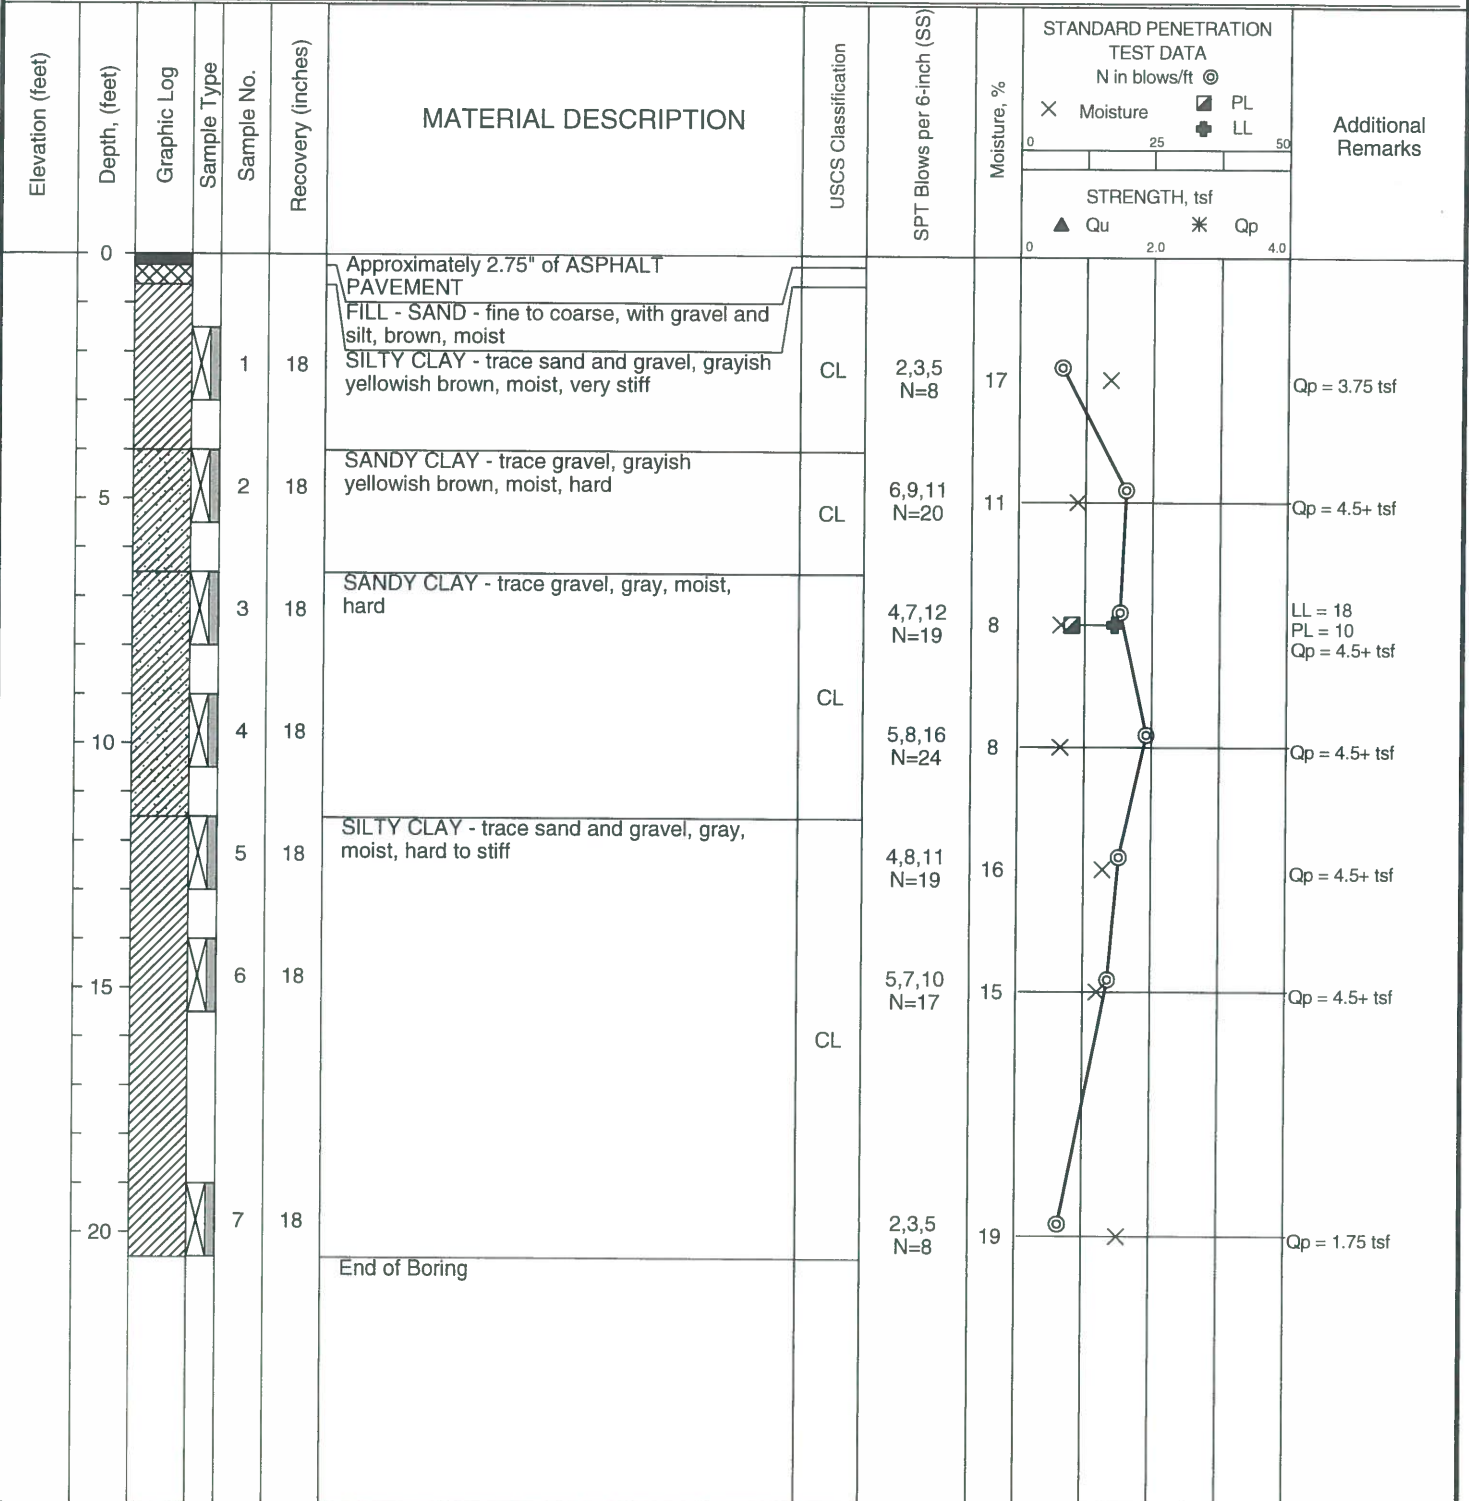 Elevation (feet)
Depth, (feet)
Graphic Log
Sample Type
Sample No.
Recovery (inches)
MATERIAL DESCRIPTION
USCS Classification
SPT Blows per 6-inch (SS)
Moisture, %
STANDARD PENETRATION
TEST DATA
N in blows/ft
Moisture
PL
LL
0 25 50
STRENGTH, tsf
Qu Qp
0 2.0 4.0
Additional
Remarks
0
Approximately 2.75" of ASPHALT
PAVEMENT
FILL - SAND - fine to coarse, with gravel and
silt, brown, moist
1 18
SILTY CLAY - trace sand and gravel, grayish
yellowish brown, moist, very stiff
CL
2,3,5
N=8
17
Qp = 3.75 tsf
SANDY CLAY - trace gravel, grayish
yellowish brown, moist, hard
5
2 18
CL
6,9,11
N=20
11
Qp = 4.5+ tsf
SANDY CLAY - trace gravel, gray, moist,
hard
3 18
4,7,12
N=19
8
LL = 18
PL = 10
Qp = 4.5+ tsf
CL
10
4 18
5,8,16
N=24
8
Qp = 4.5+ tsf
SILTY CLAY - trace sand and gravel, gray,
moist, hard to stiff
5 18
4,8,11
N=19
16
Qp = 4.5+ tsf
15
6 18
5,7,10
N=17
15
Qp = 4.5+ tsf
CL
20
7 18
2,3,5
N=8
19
Qp = 1.75 tsf
End of Boring